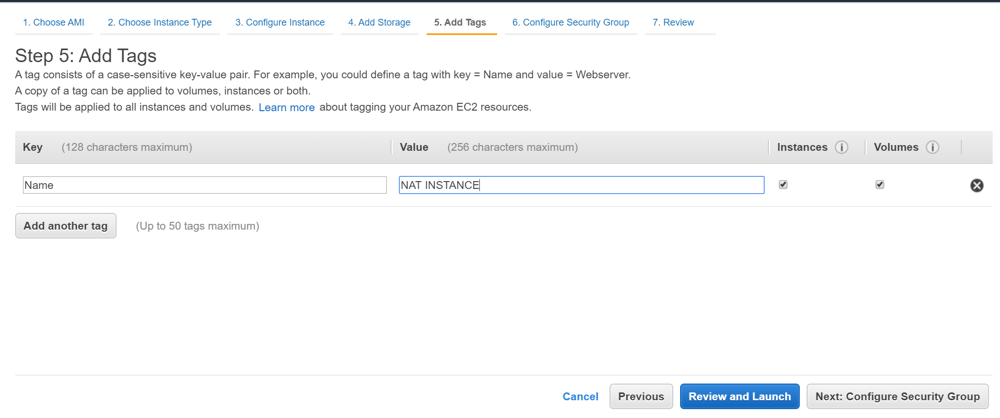 1. Choose AMI 2. Choose Instance Type 3. Configure Instance 4. Add Storage 5. Add Tags 6. Configure Security Group 7. Review
Step 5: Add Tags
A tag consists of a case-sensitive key-value pair. For example, you could define a tag with key = Name and value = Webserver.
A copy of a tag can be applied to volumes, instances or both.
Tags will be applied to all instances and volumes. Learn more about tagging your Amazon EC2 resources.
Key (128 characters maximum) Value (256 characters maximum) Instances i Volumes i
Name NAT INSTANCE
Add another tag (Up to 50 tags maximum)
Cancel Previous Review and Launch Next: Configure Security Group